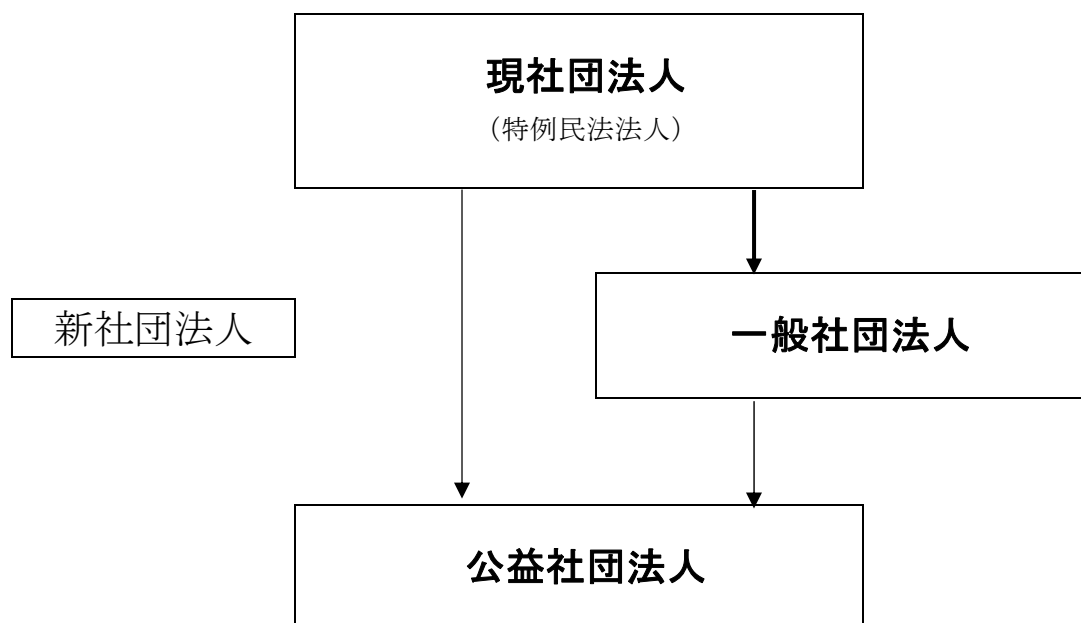 現社団法人
（特例民法法人）
新社団法人
一般社団法人
公益社団法人